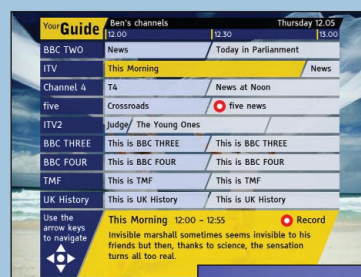 YourGuide Ben's channels Thursday 12.05
12.00 12.30 13.00
BBC TWO News Today in Parlianment
ITV This Morning News
Channel 4 T4 News at Noon
five Crossroads five news
ITV2 Judge The Young Ones
BBC THREE This is BBC THREE This is BBC THREE
BBC FOUR This is BBC FOUR This is BBC FOUR
TMF This is TMF This is TMF
UK History This is UK History This is UK History
Use the
arrow keys
to navigate
This Morning 12:00 – 12:55 Record
Invisible marshall sometimes seems invisible to his
friends but then, thanks to science, the sensation
turns all too real.